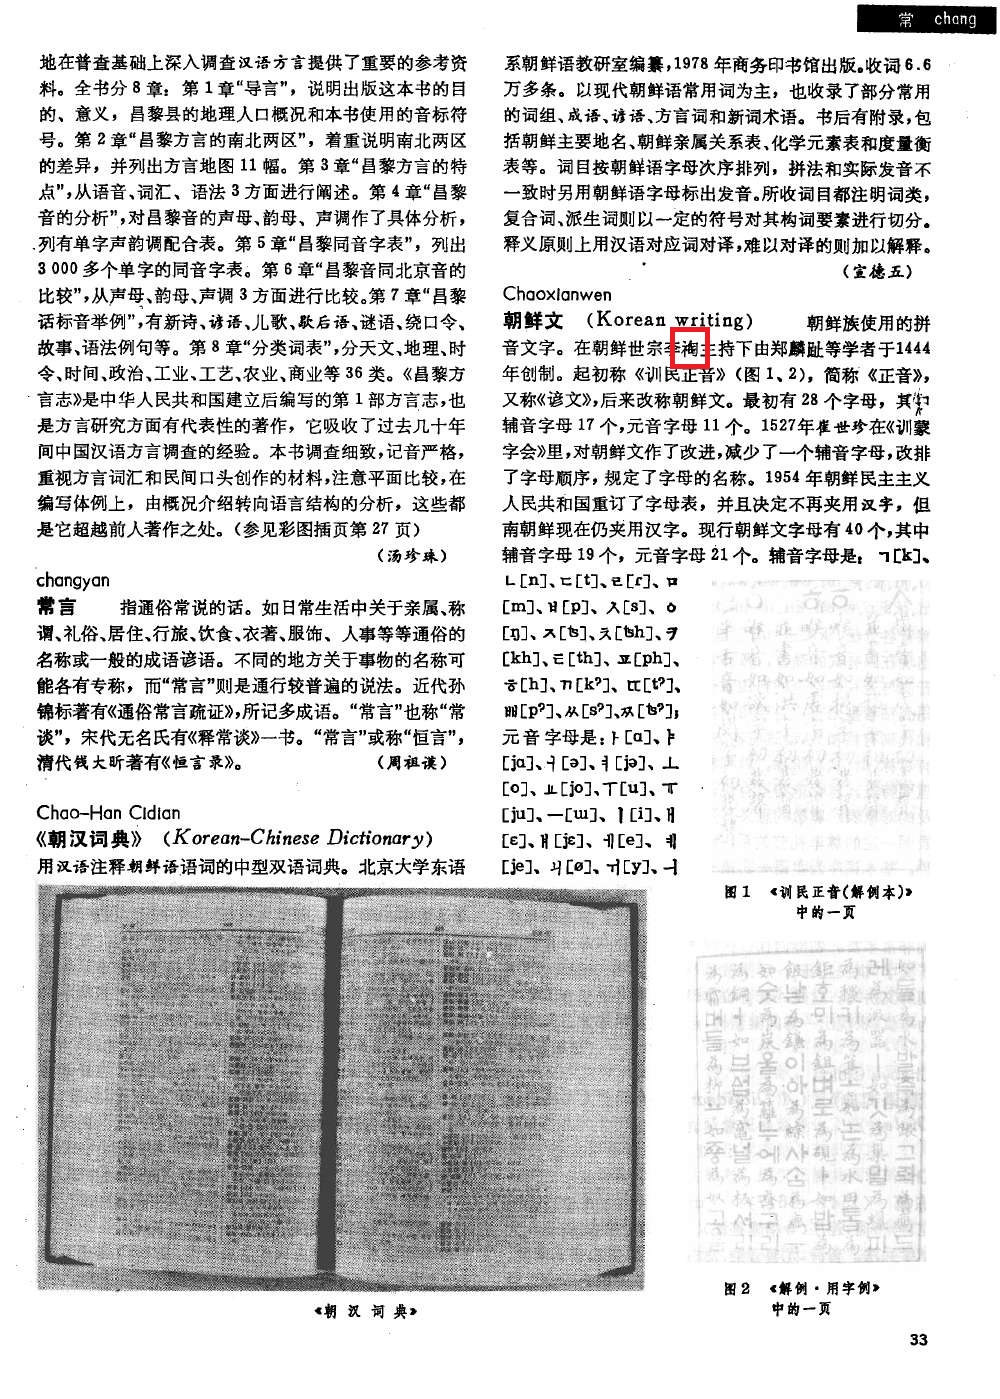 常 chang
地在普查基础上深入调查汉语方言提供了重要的参考资
料。全书分8章：第1章“导言”，说明出版这本书的目
的、意义，昌黎县的地理人口概况和本书使用的音标符
号。第2章“昌黎方言的南北两区”，着重说明南北两区
的差异，并列出方言地图11幅。第3章“昌黎方言的特
点”，从语音、词汇、语法3方面进行阐述。第4章“昌黎
音的分析”，对昌黎音的声母、韵母、声调作了具体分析，
列有单字声韵调配合表。第5章“昌黎同音字表”，列出
3000多个单字的同音字表。第6章“昌黎音同北京音的
比较”，从声母、韵母、声调3方面进行比较。第7章“昌黎
话标音举例”，有新诗、谚语、儿歌、歇后语、谜语、绕口令、
故事、语法例句等。第8章“分类词表”，分天文、地理、时
令、时间、政治、工业、工艺、农业、商业等36类。《昌黎方
言志》是中华人民共和国建立后编写的第1部方言志，也
是方言研究方面有代表性的著作，它吸收了过去几十年
间中国汉语方言调查的经验。本书调查细致，记音严格，
重视方言词汇和民间口头创作的材料，注意平面比较，在
编写体例上，由概况介绍转向语言结构的分析，这些都
是它超越前人著作之处。（参见彩图插页第27页）
（汤珍珠）
changyan
常言 指通俗常说的话。如日常生活中关于亲属、称
谓、礼俗、居住、行旅、饮食、衣著、服饰、人事等等通俗的
名称或一般的成语谚语。不同的地方关于事物的名称可
能各有专称，而“常言”则是通行较普遍的说法。近代孙
锦标著有《通俗常言疏证》，所记多成语。“常言”也称“常
谈”，宋代无名氏有《释常谈》一书。“常言”或称“恒言”，
清代钱大昕著有《恒言录》。 （周祖谟）
Chao-Han Cidian
《朝汉词典》 （Korean-Chinese Dictionary）
用汉语注释朝鲜语语词的中型双语词典。北京大学东语
《朝汉词典》
系朝鲜语教研室编纂，1978年商务印书馆出版。收词6.6
万多条。以现代朝鲜语常用词为主，也收录了部分常用
的词组、成语、谚语、方言词和新词术语。书后有附录，包
括朝鲜主要地名、朝鲜亲属关系表、化学元素表和度量衡
表等。词目按朝鲜语字母次序排列，拼法和实际发音不
一致时另用朝鲜语字母标出发音。所收词目都注明词类，
复合词、派生词则以一定的符号对其构词要素进行切分。
释义原则上用汉语对应词对译，难以对译的则加以解释。
（宣德五）
Chaoxianwen
朝鲜文 （Korean writing） 朝鲜族使用的拼
音文字。在朝鲜世宗李祹主持下由郑麟趾等学者于1444
年创制。起初称《训民正音》（图1、2），简称《正音》，
又称《谚文》，后来改称朝鲜文。最初有28个字母，其中
辅音字母17个，元音字母11个。1527年崔世珍在《训蒙
字会》里，对朝鲜文作了改进，减少了一个辅音字母，改排
了字母顺序，规定了字母的名称。1954年朝鲜民主主义
人民共和国重订了字母表，并且决定不再夹用汉字，但
南朝鲜现在仍夹用汉字。现行朝鲜文字母有40个，其中
辅音字母19个，元音字母21个。辅音字母是：ㄱ[k]、
ㄴ[n]、ㄷ[t]、ㄹ[ɾ]、ㅁ
[m]、ㅂ[p]、ㅅ[s]、ㅇ
[ŋ]、ㅈ[ʦ]、ㅊ[ʦh]、ㅋ
[kh]、ㅌ[th]、ㅍ[ph]、
ㅎ[h]、ㄲ[kˀ]、ㄸ[tˀ]、
ㅃ[pˀ]、ㅆ[sˀ]、ㅉ[ʦˀ]；
元音字母是：ㅏ[ɑ]、ㅑ
[jɑ]、ㅓ[ə]、ㅕ[jə]、ㅗ
[o]、ㅛ[jo]、ㅜ[u]、ㅠ
[ju]、ㅡ[ɯ]、ㅣ[i]、ㅐ
[ɛ]、ㅒ[jɛ]、ㅔ[e]、ㅖ
[je]、ㅚ[ø]、ㅟ[y]、ㅢ
图1 《训民正音（解例本）》
中的一页
图2 《解例·用字例》
中的一页
33